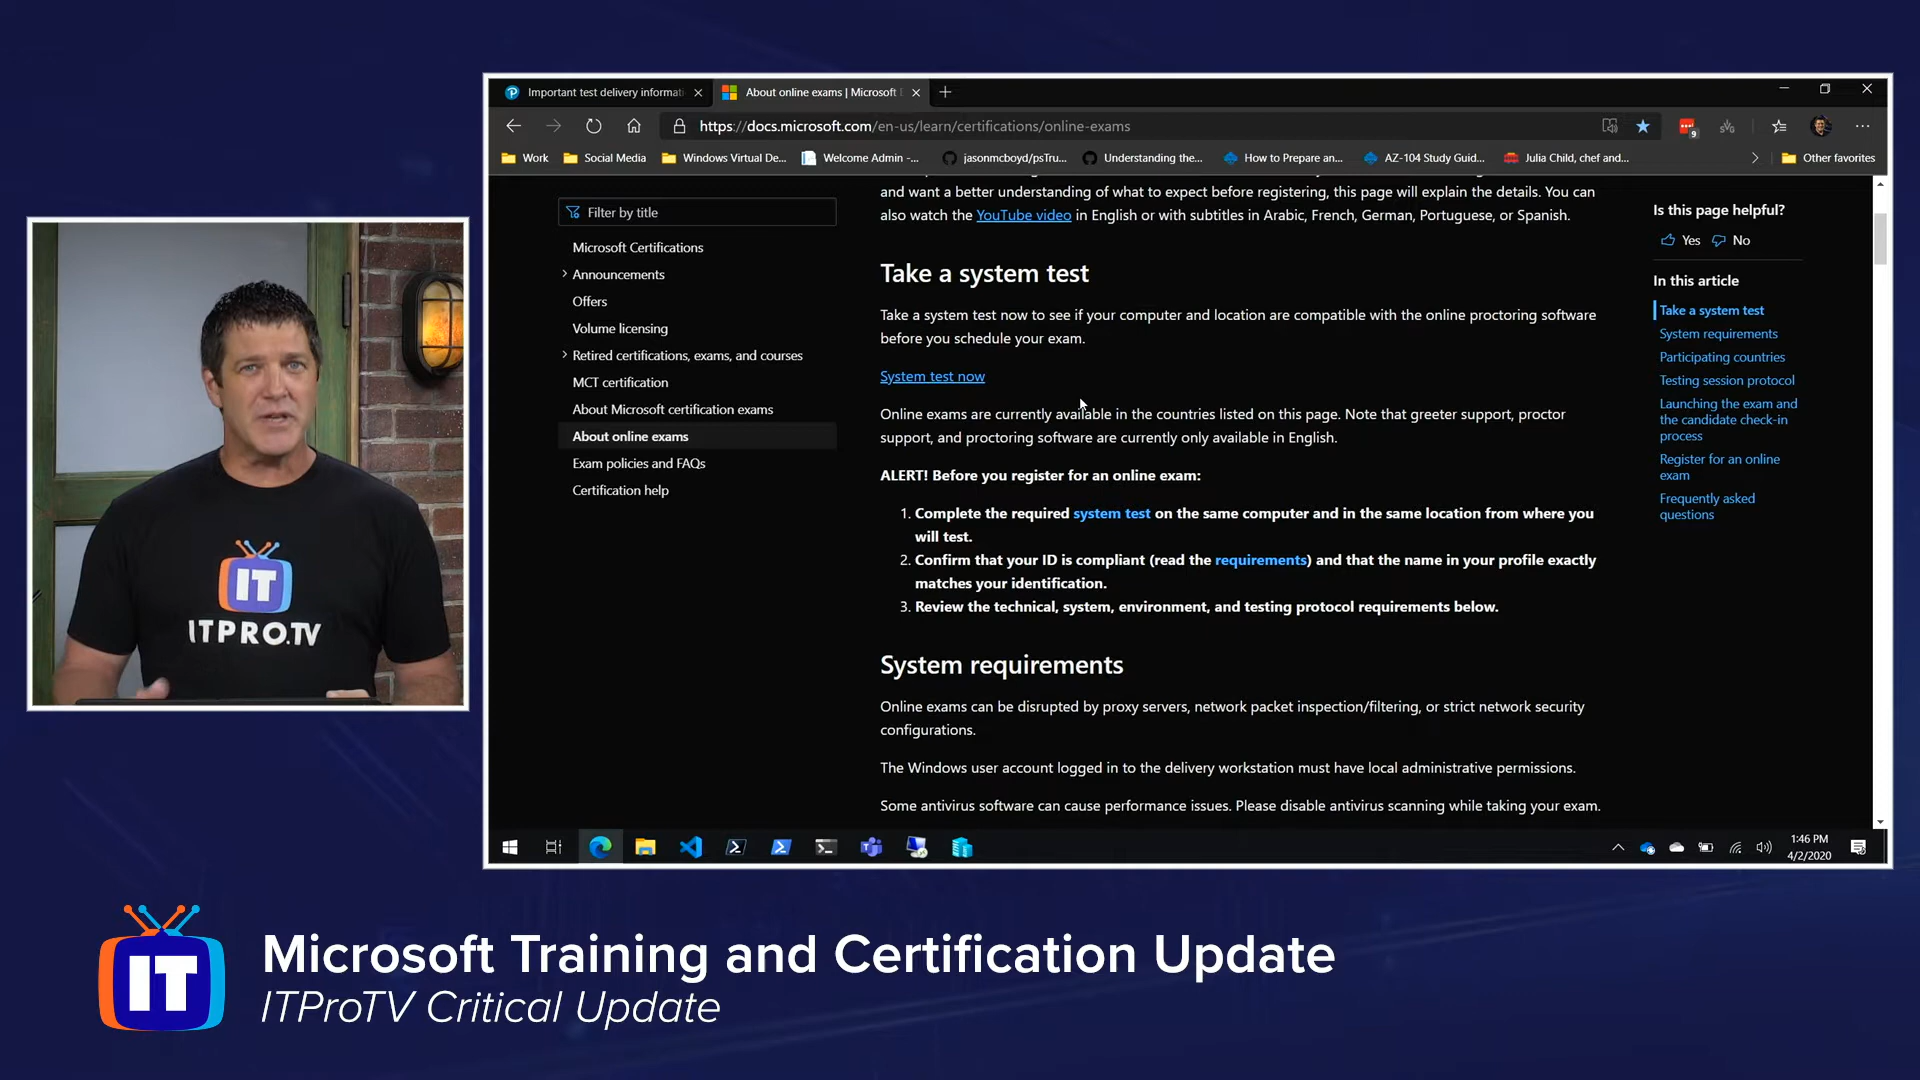 Important test delivery informati
About online exams | Microsoft
https://docs.microsoft.com/en-us/learn/certifications/online-exams
9
Work
Social Media
Windows Virtual De...
Welcome Admin -...
jasonmcboyd/psTru...
Understanding the...
How to Prepare an...
AZ-104 Study Guid...
Julia Child, chef and...
Other favorites
Filter by title
Microsoft Certifications
Announcements
Offers
Volume licensing
Retired certifications, exams, and courses
MCT certification
About Microsoft certification exams
About online exams
Exam policies and FAQs
Certification help
and want a better understanding of what to expect before registering, this page will explain the details. You can
also watch the YouTube video in English or with subtitles in Arabic, French, German, Portuguese, or Spanish.
Take a system test
Take a system test now to see if your computer and location are compatible with the online proctoring software
before you schedule your exam.
System test now
Online exams are currently available in the countries listed on this page. Note that greeter support, proctor
support, and proctoring software are currently only available in English.
ALERT! Before you register for an online exam:
1. Complete the required system test on the same computer and in the same location from where you
will test.
2. Confirm that your ID is compliant (read the requirements) and that the name in your profile exactly
matches your identification.
3. Review the technical, system, environment, and testing protocol requirements below.
System requirements
Online exams can be disrupted by proxy servers, network packet inspection/filtering, or strict network security
configurations.
The Windows user account logged in to the delivery workstation must have local administrative permissions.
Some antivirus software can cause performance issues. Please disable antivirus scanning while taking your exam.
Is this page helpful?
Yes No
In this article
Take a system test
System requirements
Participating countries
Testing session protocol
Launching the exam and
the candidate check-in
process
Register for an online
exam
Frequently asked
questions
1:46 PM
4/2/2020
IT
ITPRO.TV
IT
Microsoft Training and Certification Update
ITProTV Critical Update